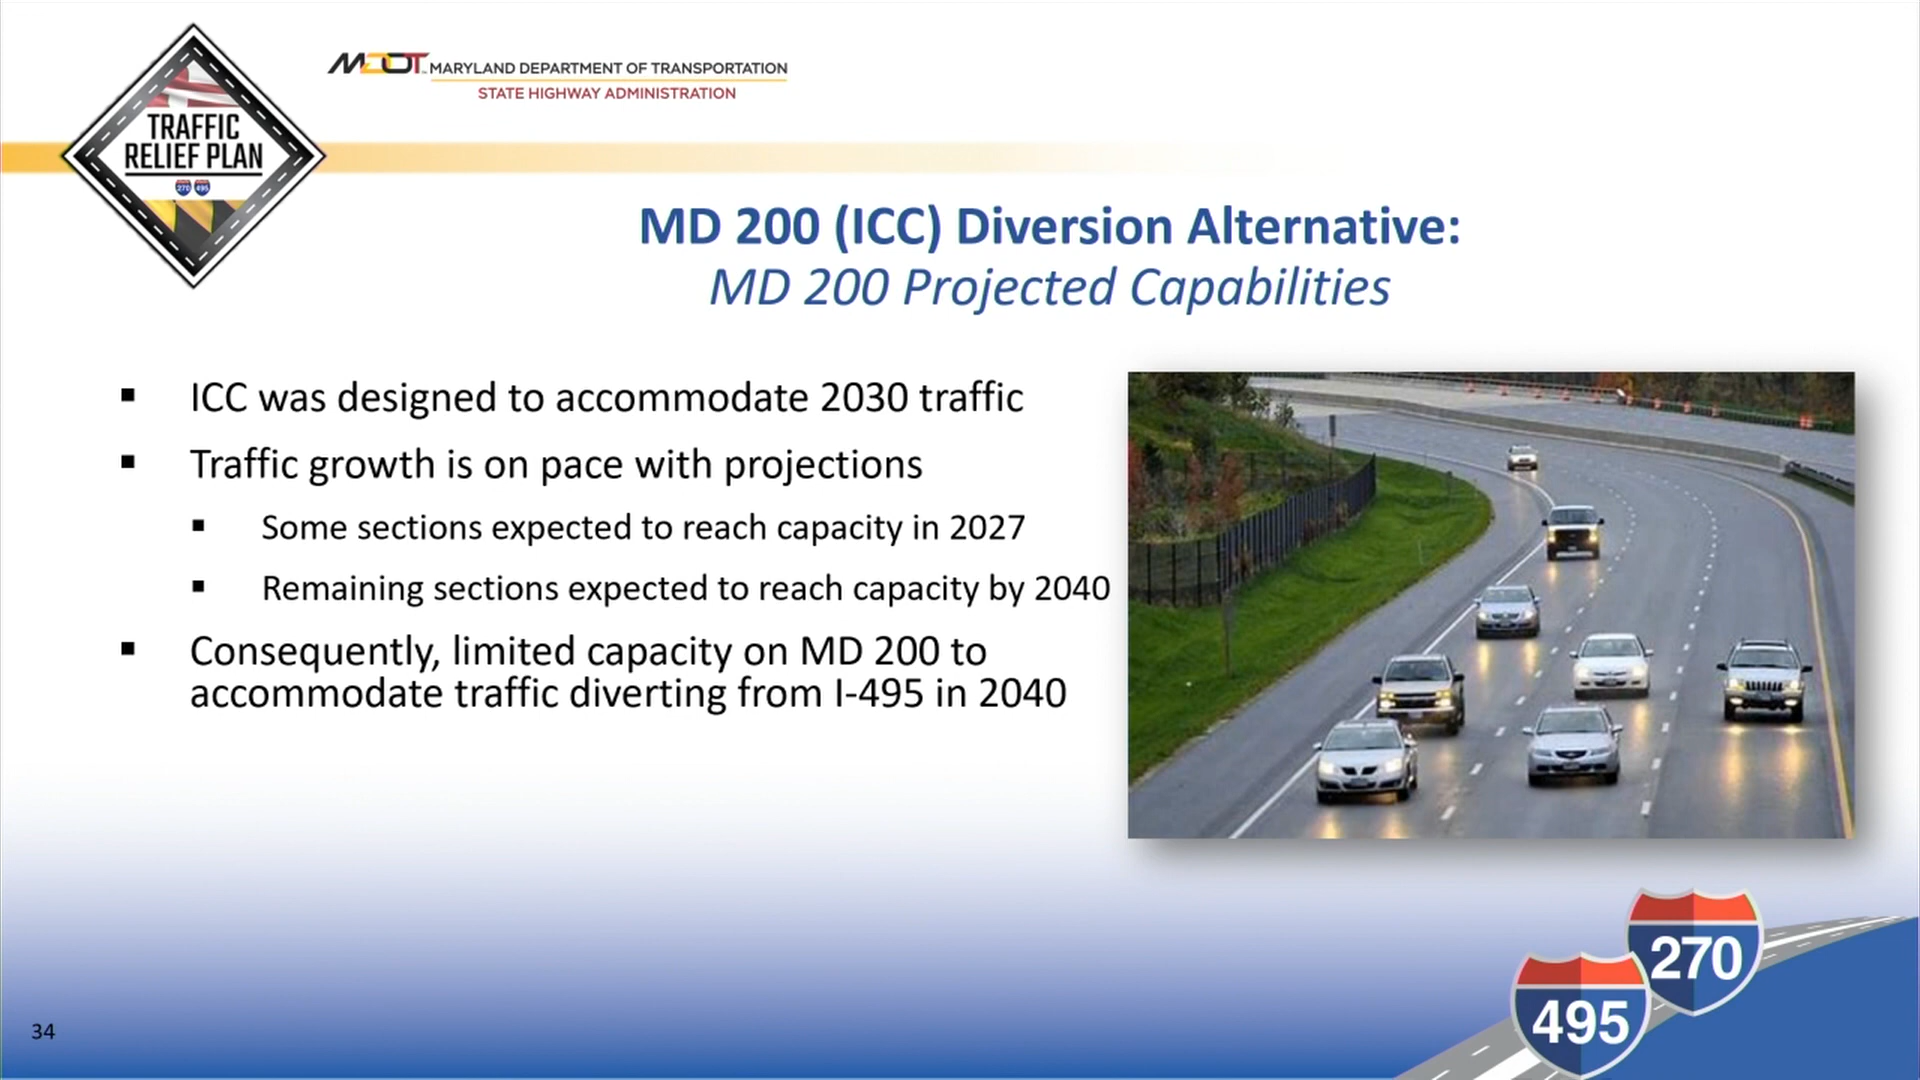 MDOT MARYLAND DEPARTMENT OF TRANSPORTATION
STATE HIGHWAY ADMINISTRATION
TRAFFIC
RELIEF PLAN
270 495
MD 200 (ICC) Diversion Alternative:
MD 200 Projected Capabilities
▪ ICC was designed to accommodate 2030 traffic
▪ Traffic growth is on pace with projections
▪ Some sections expected to reach capacity in 2027
▪ Remaining sections expected to reach capacity by 2040
▪ Consequently, limited capacity on MD 200 to
accommodate traffic diverting from I-495 in 2040
270
495
34